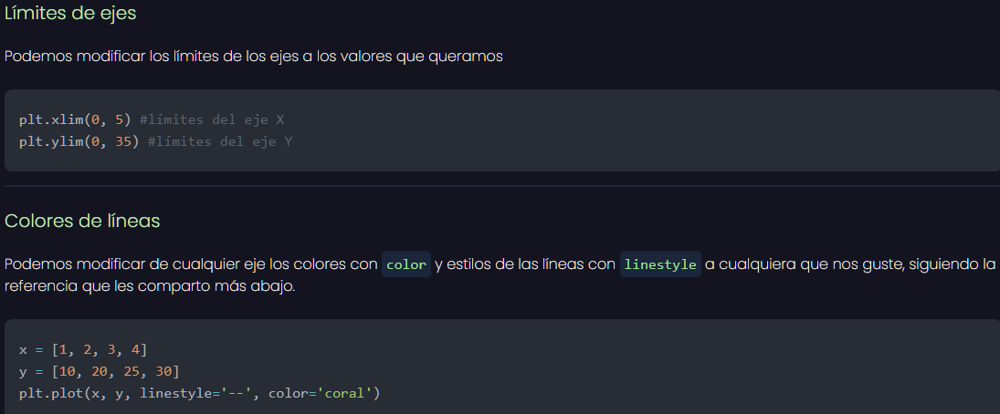 Límites de ejes
Podemos modificar los límites de los ejes a los valores que queramos
plt.xlim(0, 5) #límites del eje X
plt.ylim(0, 35) #límites del eje Y
Colores de líneas
Podemos modificar de cualquier eje los colores con color y estilos de las líneas con linestyle a cualquiera que nos guste, siguiendo la
referencia que les comparto más abajo.
x = [1, 2, 3, 4]
y = [10, 20, 25, 30]
plt.plot(x, y, linestyle='--', color='coral')